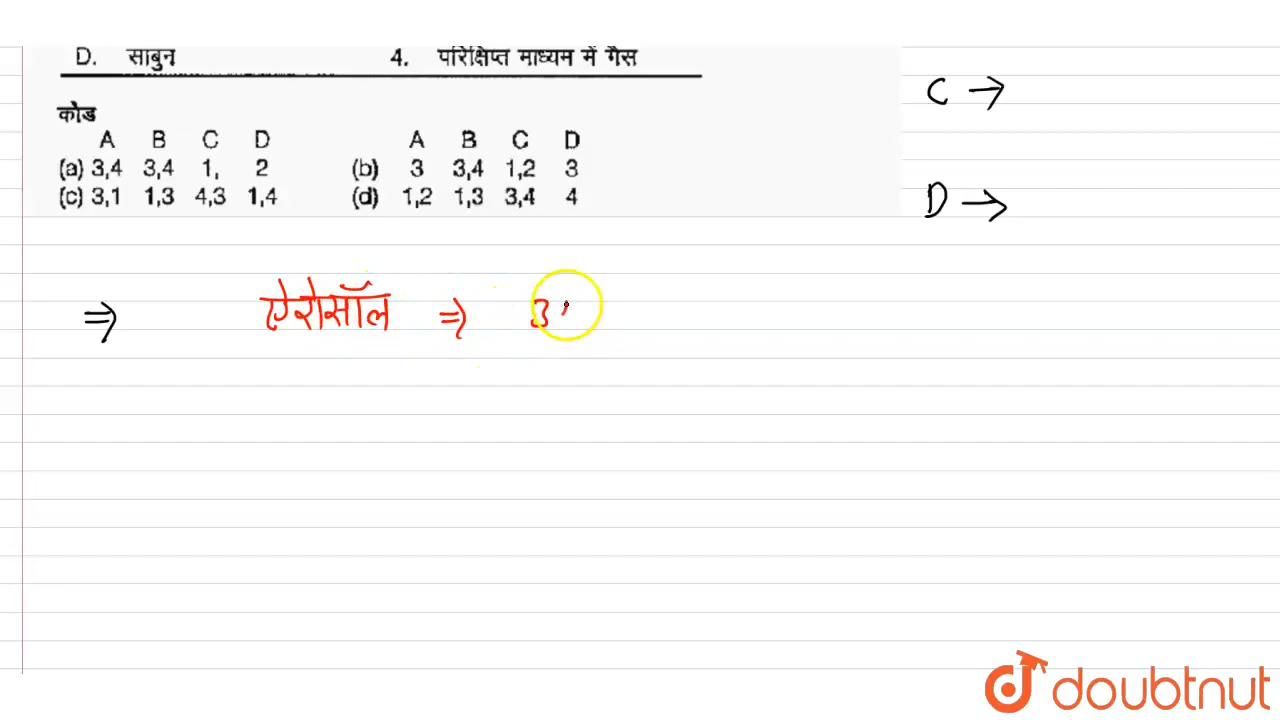 D. साबुन 4. परिक्षिप्त माध्यम में गैस
कोड
A B C D A B C D
(a) 3,4 3,4 1, 2 (b) 3 3,4 1,2 3
(c) 3,1 1,3 4,3 1,4 (d) 1,2 1,3 3,4 4
C →
D →
⇒ ऐरोसॉल ⇒ 3'
doubtnut